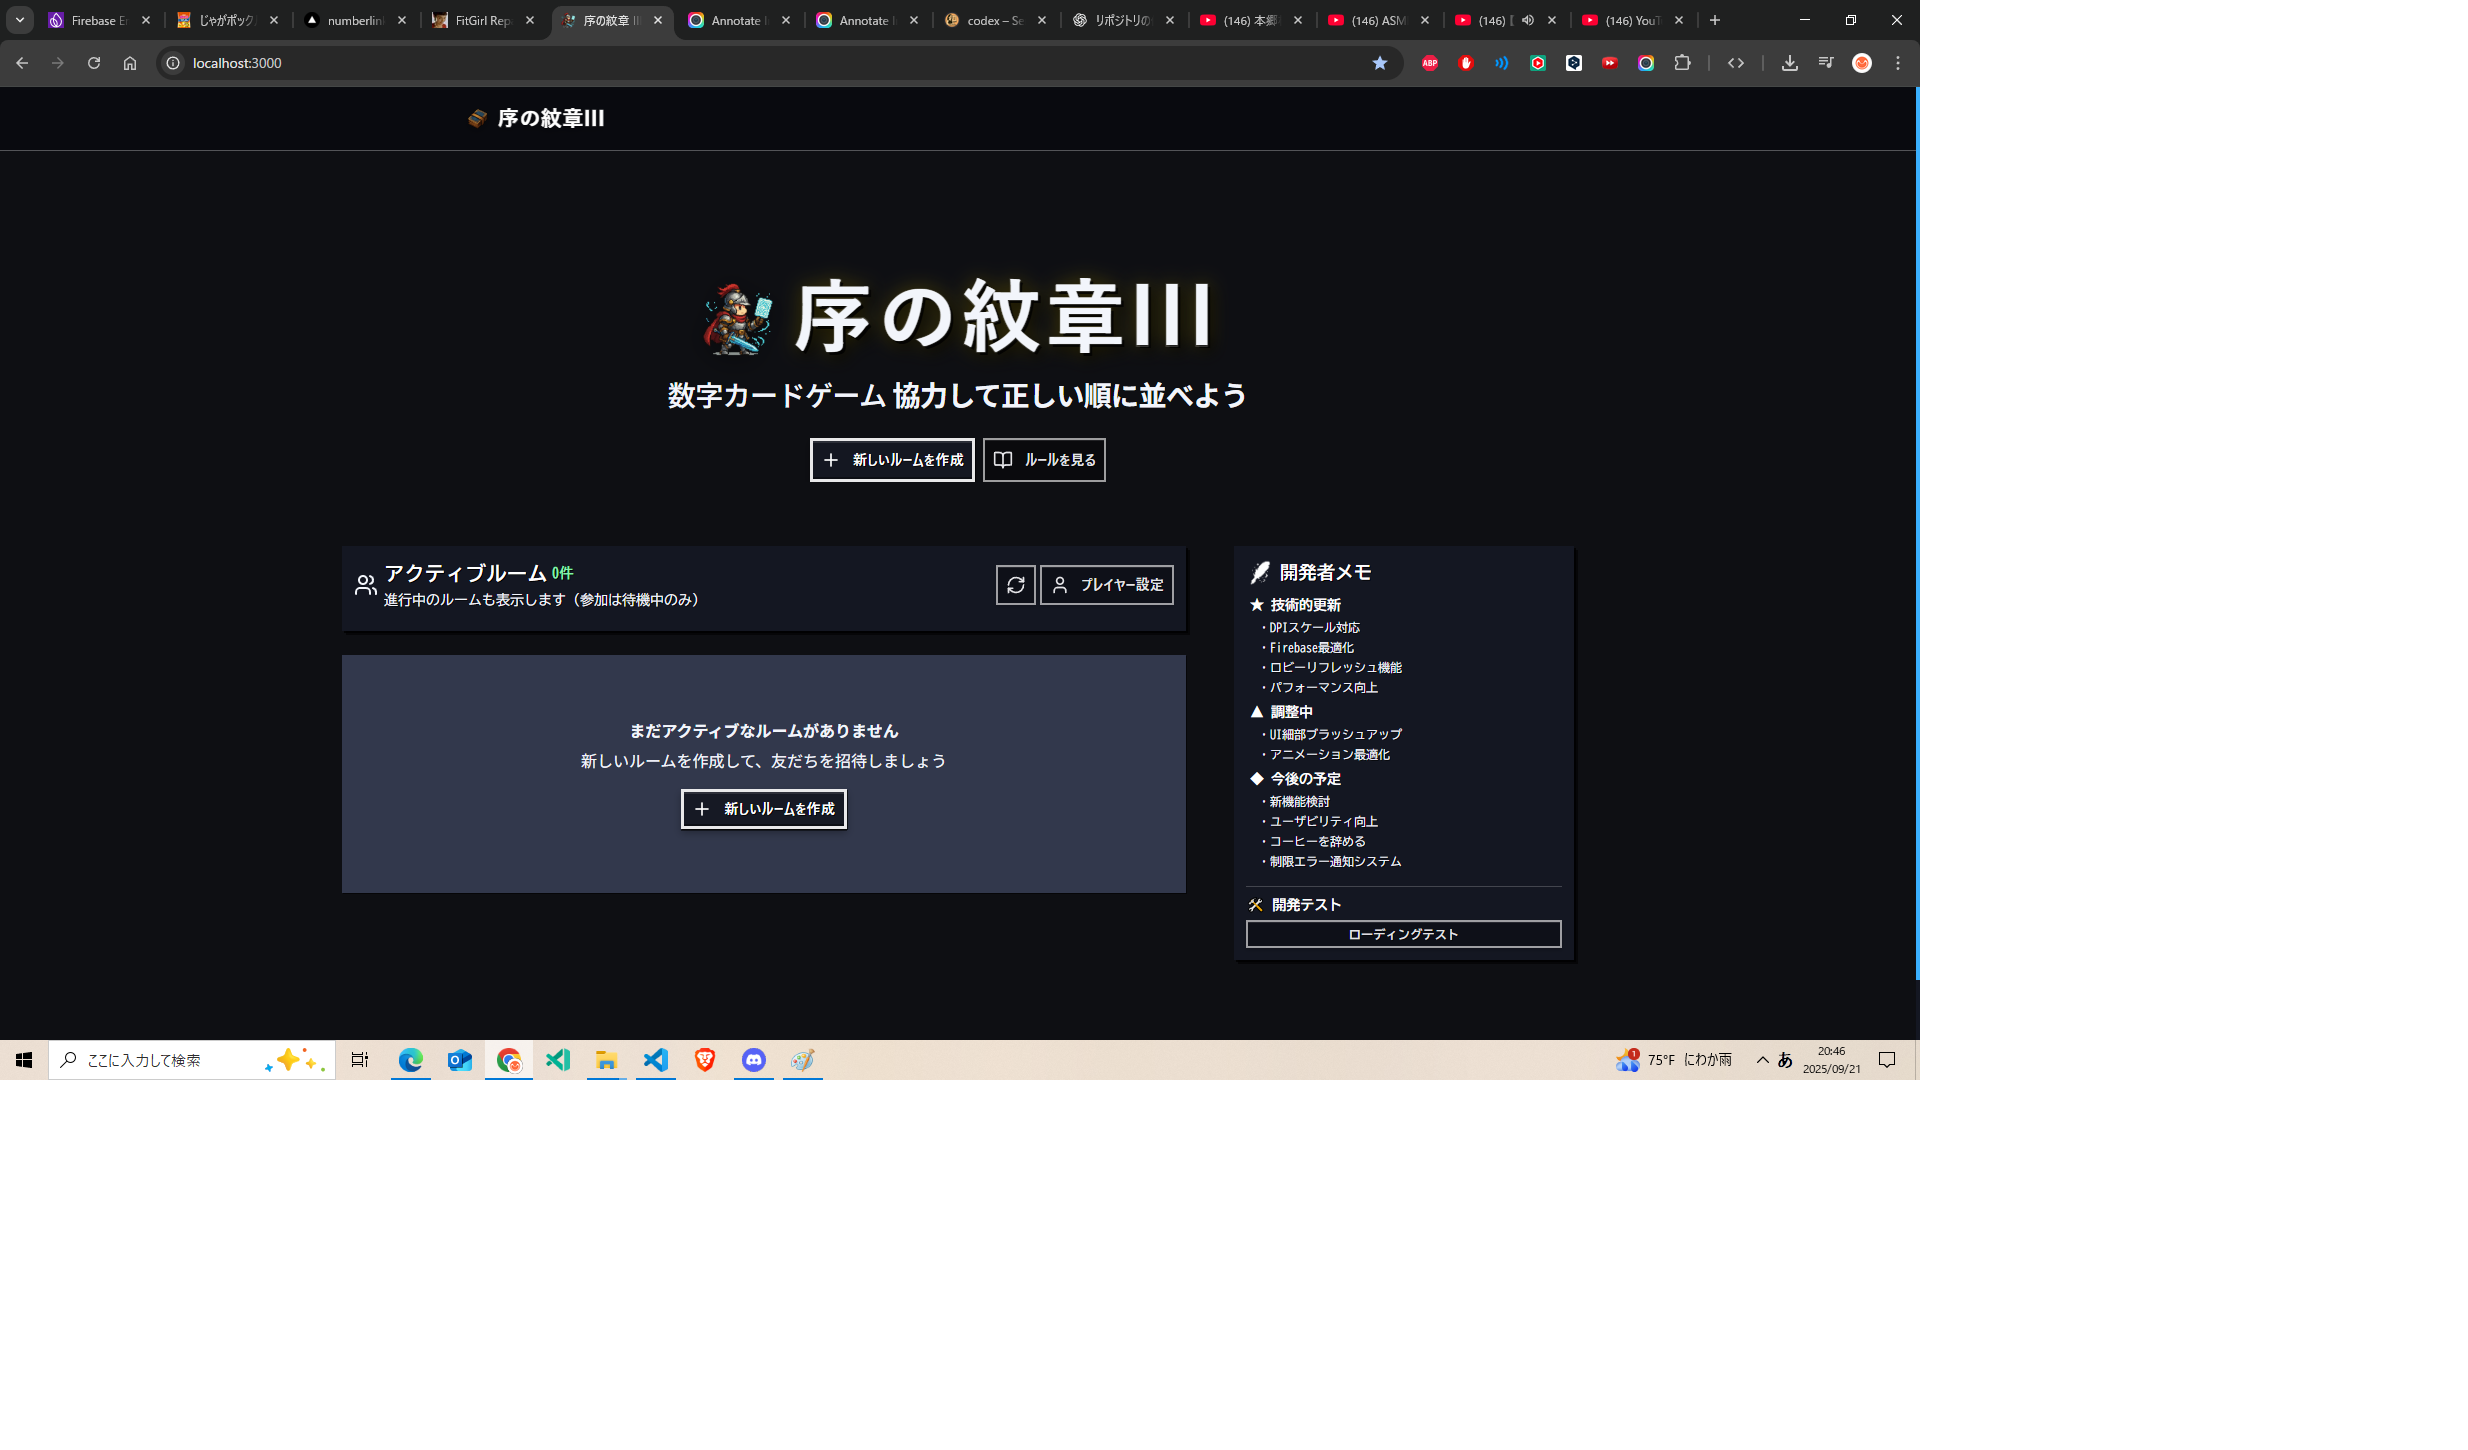 Firebase Er
じゃがポック
numberlin
FitGirl Rep
序の紋章 III
Annotate I
Annotate I
codex – Se
リポジトリの
(146) 本郷
(146) ASM
(146)
(146) YouT
localhost:3000
ABP
序の紋章III
序の紋章III
数字カードゲーム 協力して正しい順に並べよう
新しいルームを作成
ルールを見る
アクティブルーム 0件
進行中のルームも表示します（参加は待機中のみ）
プレイヤー設定
まだアクティブなルームがありません
新しいルームを作成して、友だちを招待しましょう
新しいルームを作成
開発者メモ
★ 技術的更新
・DPIスケール対応
・Firebase最適化
・ロビーリフレッシュ機能
・パフォーマンス向上
▲ 調整中
・UI細部ブラッシュアップ
・アニメーション最適化
◆ 今後の予定
・新機能検討
・ユーザビリティ向上
・コーヒーを辞める
・制限エラー通知システム
開発テスト
ローディングテスト
ここに入力して検索
1
75°F にわか雨
あ
20:46
2025/09/21